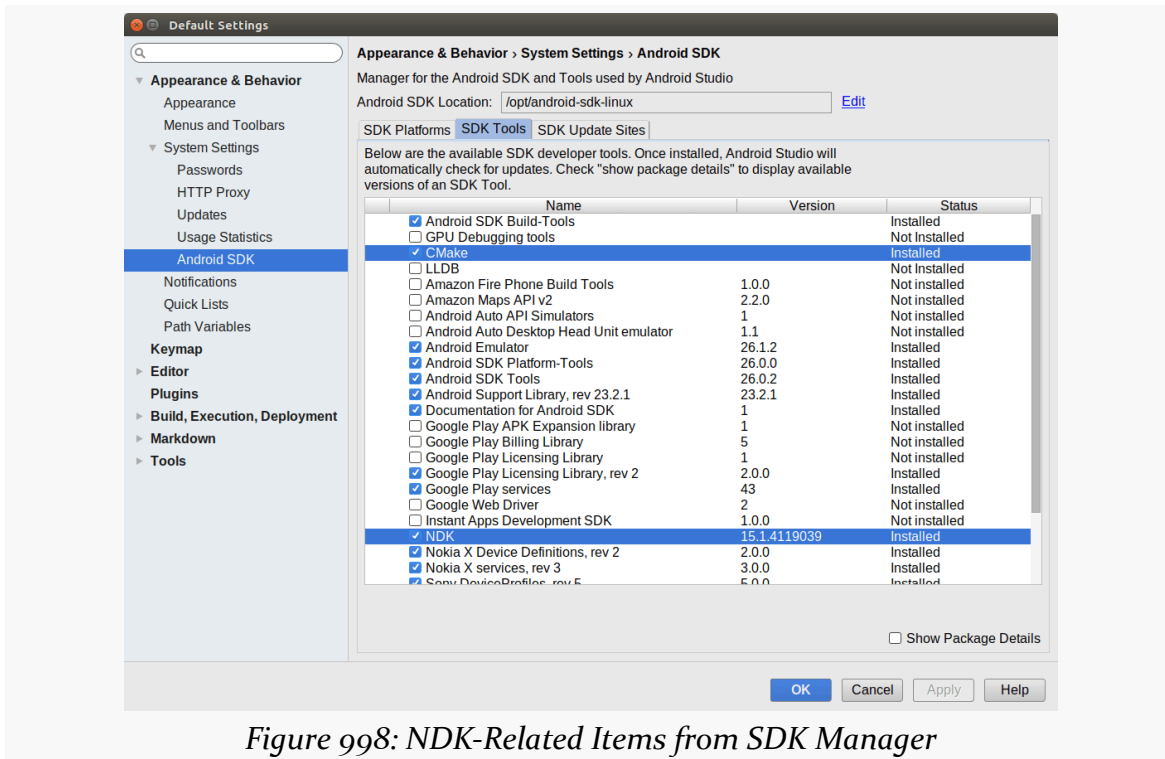 Default Settings
Appearance & Behavior
Appearance
Menus and Toolbars
System Settings
Passwords
HTTP Proxy
Updates
Usage Statistics
Android SDK
Notifications
Quick Lists
Path Variables
Keymap
Editor
Plugins
Build, Execution, Deployment
Markdown
Tools
Appearance & Behavior › System Settings › Android SDK
Manager for the Android SDK and Tools used by Android Studio
Android SDK Location: /opt/android-sdk-linux Edit
SDK Platforms SDK Tools SDK Update Sites
Below are the available SDK developer tools. Once installed, Android Studio will
automatically check for updates. Check "show package details" to display available
versions of an SDK Tool.
Name Version Status
Android SDK Build-Tools Installed
GPU Debugging tools Not Installed
CMake Installed
LLDB Not Installed
Amazon Fire Phone Build Tools 1.0.0 Not installed
Amazon Maps API v2 2.2.0 Not installed
Android Auto API Simulators 1 Not installed
Android Auto Desktop Head Unit emulator 1.1 Not installed
Android Emulator 26.1.2 Installed
Android SDK Platform-Tools 26.0.0 Installed
Android SDK Tools 26.0.2 Installed
Android Support Library, rev 23.2.1 23.2.1 Installed
Documentation for Android SDK 1 Installed
Google Play APK Expansion library 1 Not installed
Google Play Billing Library 5 Not installed
Google Play Licensing Library 1 Not installed
Google Play Licensing Library, rev 2 2.0.0 Installed
Google Play services 43 Installed
Google Web Driver 2 Not installed
Instant Apps Development SDK 1.0.0 Not installed
NDK 15.1.4119039 Installed
Nokia X Device Definitions, rev 2 2.0.0 Installed
Nokia X services, rev 3 3.0.0 Installed
Sony DeviceProfiles, rev 5 5.0.0 Installed
Show Package Details
OK Cancel Apply Help
Figure 998: NDK-Related Items from SDK Manager